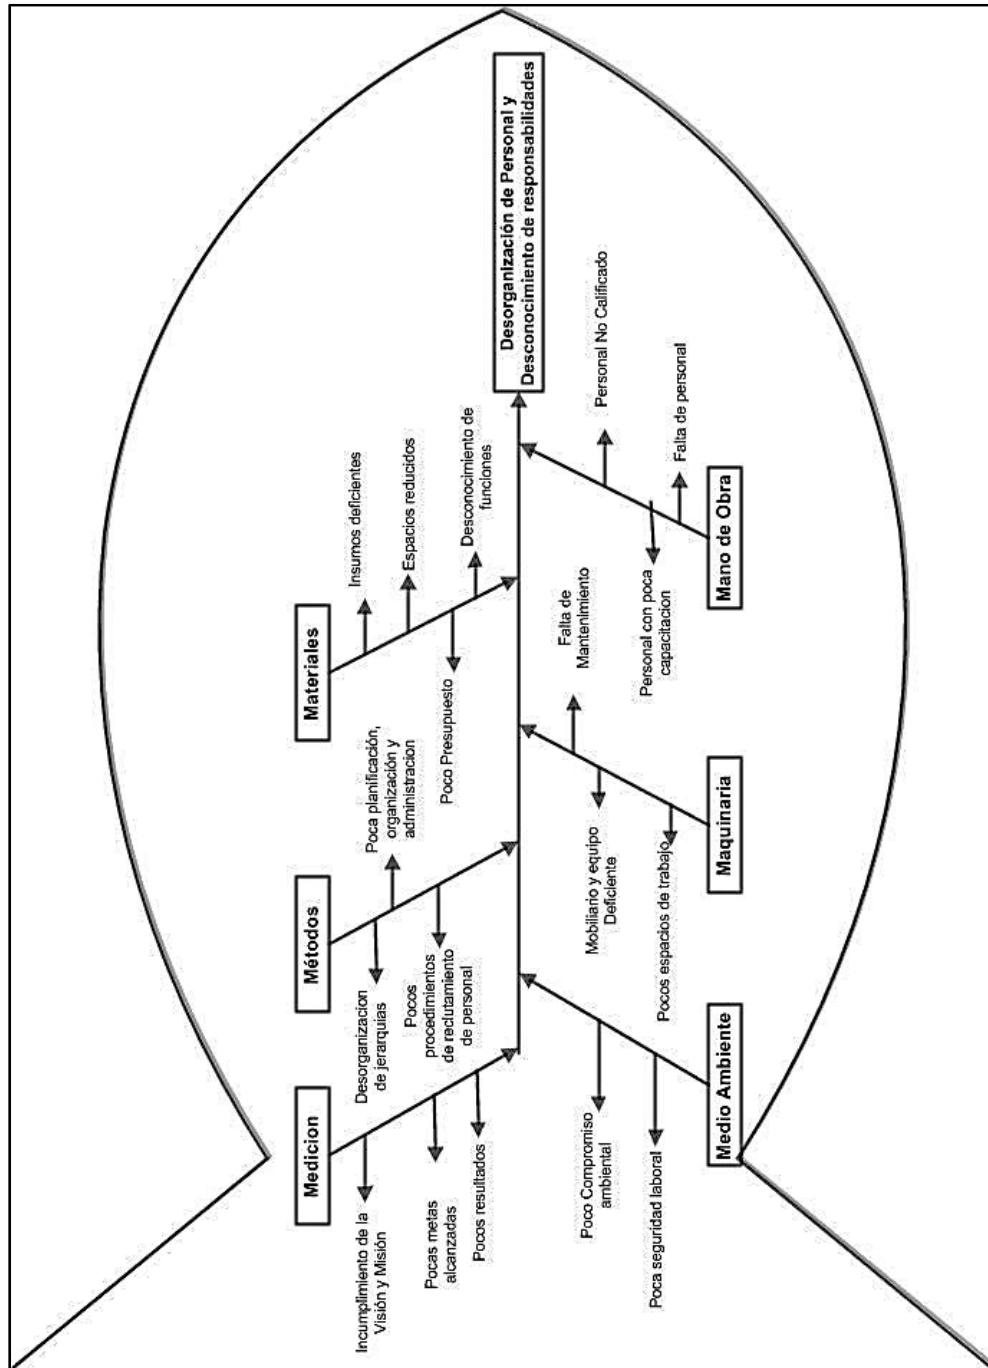 Medicion
Métodos
Materiales
Incumplimiento de la
Visión y Misión
Pocas metas
alcanzadas
Pocos resultados
Desorganizacion
de jerarquias
Poca planificación,
organización y
administracion
Pocos
procedimientos
de reclutamiento
de personal
Insumos deficientes
Espacios reducidos
Poco Presupuesto
Desconocimiento de
funciones
Desorganización de Personal y
Desconocimiento de responsabilidades
Poco Compromiso
ambiental
Poca seguridad laboral
Mobiliario y equipo
Deficiente
Falta de
Mantenimiento
Pocos espacios de trabajo
Personal No Calificado
Personal con poca
capacitacion
Falta de personal
Medio Ambiente
Maquinaria
Mano de Obra